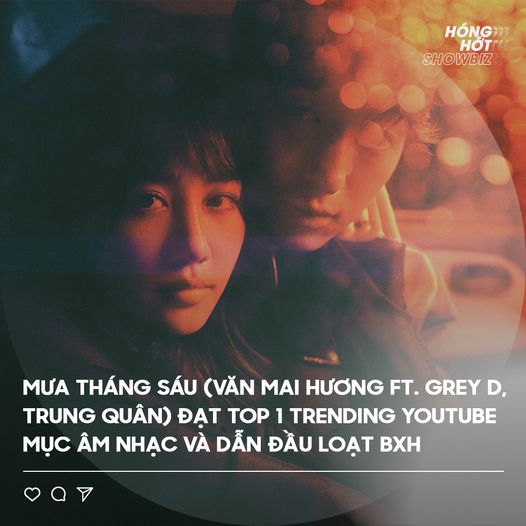 HÓNG
HỚT
SHOWBIZ
MƯA THÁNG SÁU (VĂN MAI HƯƠNG FT. GREY D,
TRUNG QUÂN) ĐẠT TOP 1 TRENDING YOUTUBE
MỤC ÂM NHẠC VÀ DẪN ĐẦU LOẠT BXH